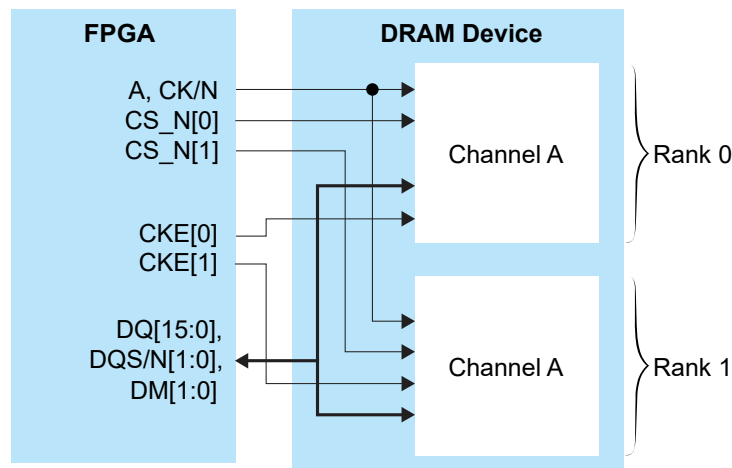 FPGA
DRAM Device
A, CK/N
CS_N[0]
CS_N[1]
Channel A
Rank 0
CKE[0]
CKE[1]
DQ[15:0],
DQS/N[1:0],
DM[1:0]
Channel A
Rank 1